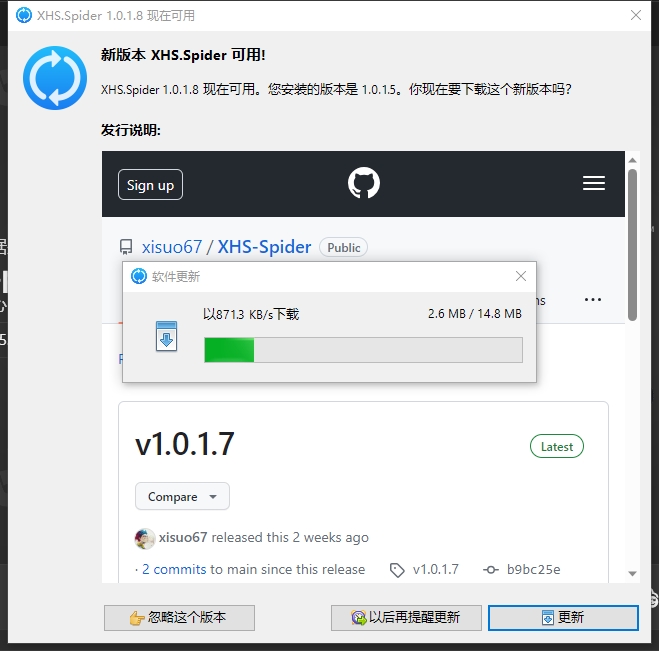 XHS.Spider 1.0.1.8 现在可用
新版本 XHS.Spider 可用!
XHS.Spider 1.0.1.8 现在可用。您安装的版本是 1.0.1.5。你现在要下载这个新版本吗?
发行说明:
Sign up
xisuo67 / XHS-Spider Public
软件更新
以871.3 KB/s下载 2.6 MB / 14.8 MB
v1.0.1.7
Latest
Compare
xisuo67 released this 2 weeks ago
· 2 commits to main since this release v1.0.1.7 b9bc25e
忽略这个版本 以后再提醒更新 更新